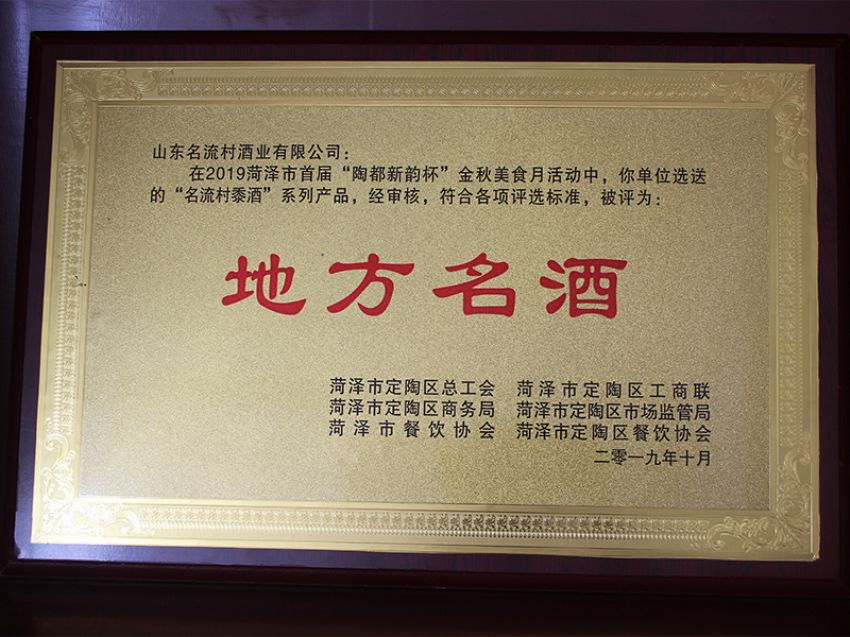 山东名流村酒业有限公司：
在2019菏泽市首届“陶都新韵杯”金秋美食月活动中，你单位选送
的“名流村黍酒”系列产品，经审核，符合各项评选标准，被评为：
地方名酒
菏泽市定陶区总工会 菏泽市定陶区工商联
菏泽市定陶区商务局 菏泽市定陶区市场监管局
菏泽市餐饮协会 菏泽市定陶区餐饮协会
二零一九年十月